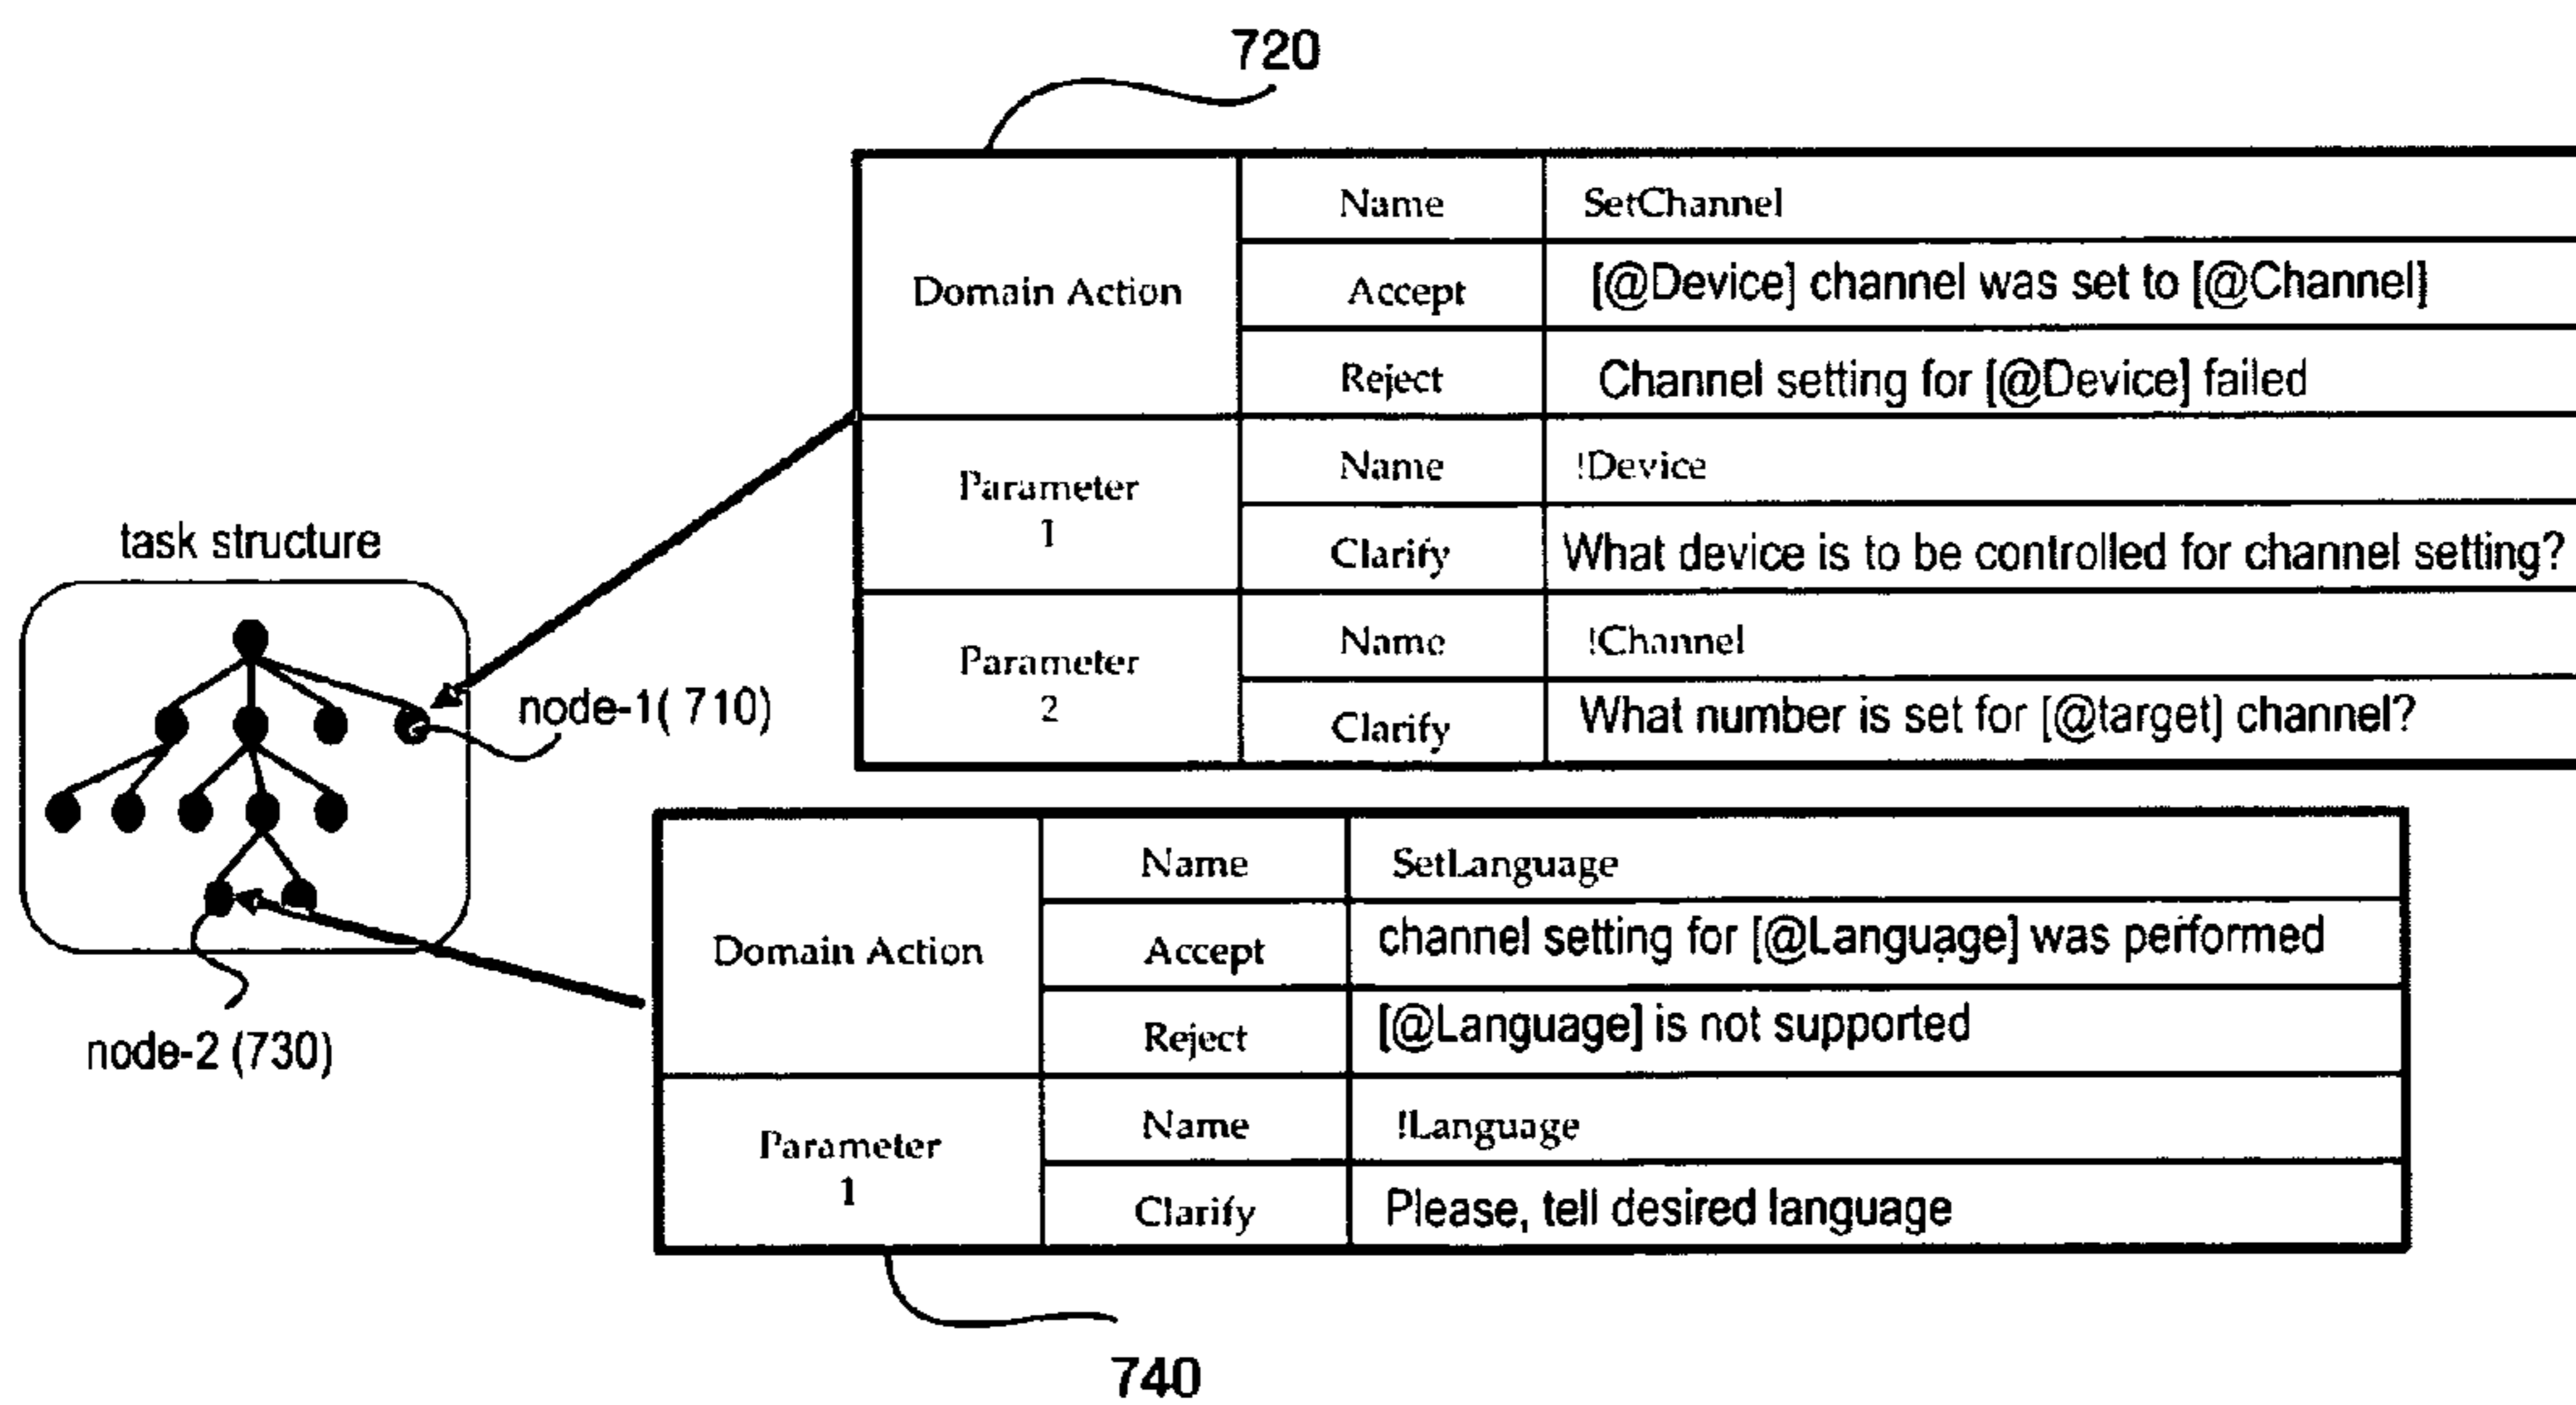 720
Domain Action
Name
SetChannel
Accept
[@Device] channel was set to [@Channel]
Reject
Channel setting for [@Device] failed
Parameter
1
Name
!Device
Clarify
What device is to be controlled for channel setting?
Parameter
2
Name
!Channel
Clarify
What number is set for [@target] channel?
task structure
node-1( 710)
node-2 (730)
Domain Action
Name
SetLanguage
Accept
channel setting for [@Language] was performed
Reject
[@Language] is not supported
Parameter
1
Name
!Language
Clarify
Please, tell desired language
740